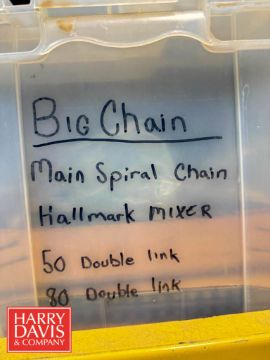 BIG Chain
Main Spiral Chain
Hallmark MIXER
50 Double link
80 Double link
HARRY
DAVIS
& COMPANY